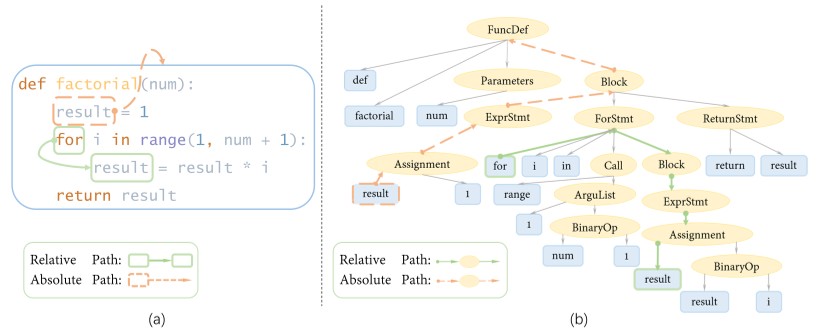 def factorial(num):
result = 1
for i in range(1, num + 1):
result = result * i
return result
Relative Path:
Absolute Path:
(a)
FuncDef
def
Parameters
Block
factorial
num
ExprStmt
ForStmt
ReturnStmt
Assignment
for
i
in
Call
Block
return
result
result
1
range
ArguList
ExprStmt
1
BinaryOp
Assignment
num
1
BinaryOp
result
result
i
Relative Path:
Absolute Path:
(b)